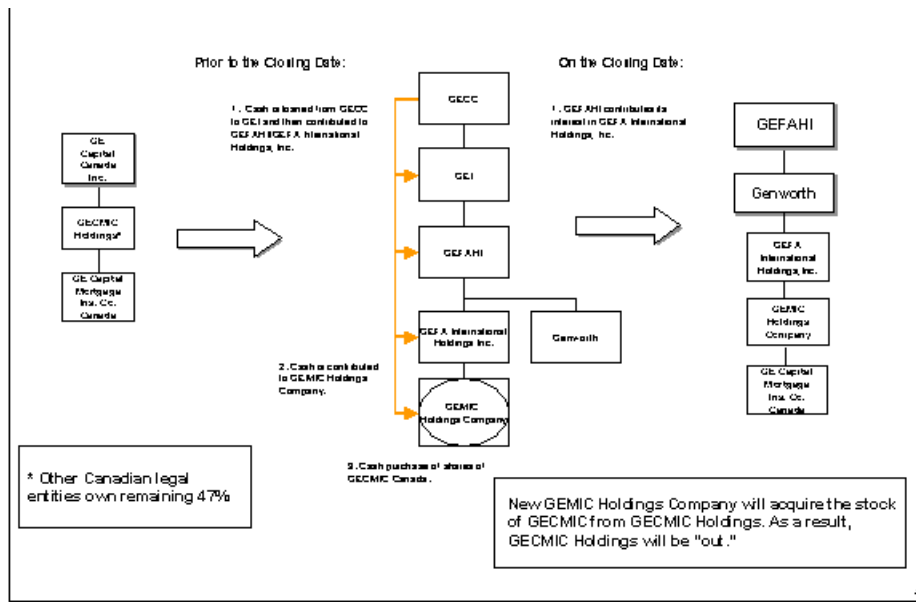 Prior to the Closing Date:
On the Closing Date:
1. Cash is loaned from GECC
to GEI and then contributed to
GEFAHI/GEFA International
Holdings, Inc.
GECC
1. GEFAHI contributes its
interest in GEFA International
Holdings, Inc.
GEFAHI
GE
Capital
Canada
Inc.
GEI
Genworth
GECMIC
Holdings*
GEFAHI
GEFA
International
Holdings, Inc.
GE Capital
Mortgage
Ins. Co.
Canada
GEFA International
Holdings Inc.
Genworth
GEMIC
Holdings
Company
2. Cash is contributed
to GEMIC Holdings
Company.
GE Capital
Mortgage
Ins. Co.
Canada
GEMIC
Holdings Company
3. Cash purchase of shares of
GECMIC Canada.
* Other Canadian legal
entities own remaining 47%
New GEMIC Holdings Company will acquire the stock
of GECMIC from GECMIC Holdings. As a result,
GECMIC Holdings will be "out."